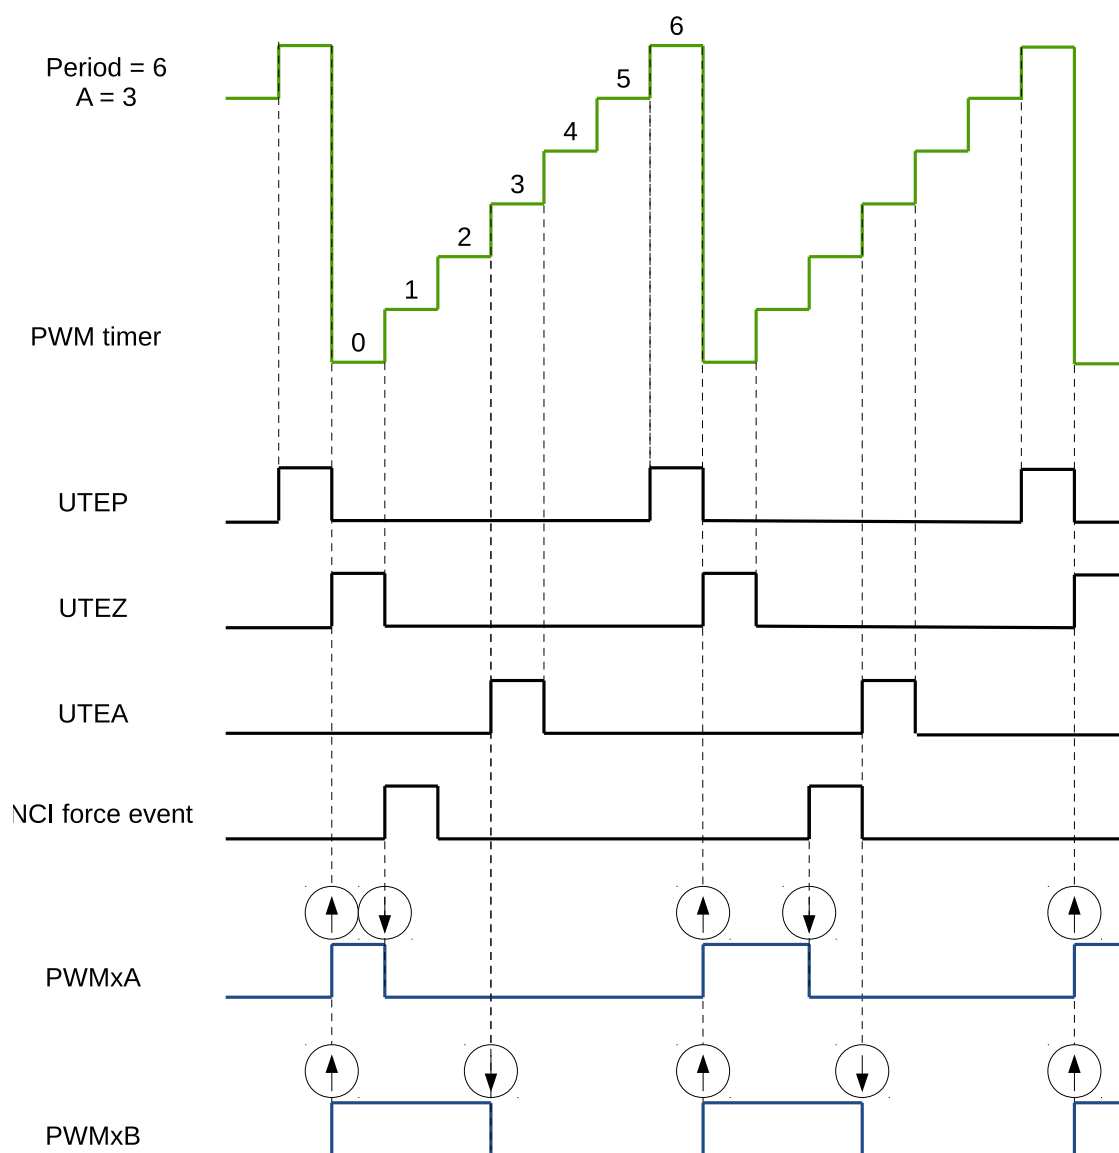 6
Period = 6
A = 3
5
4
3
2
1
PWM timer
0
UTEP
UTEZ
UTEA
NCI force event
PWMxA
PWMxB